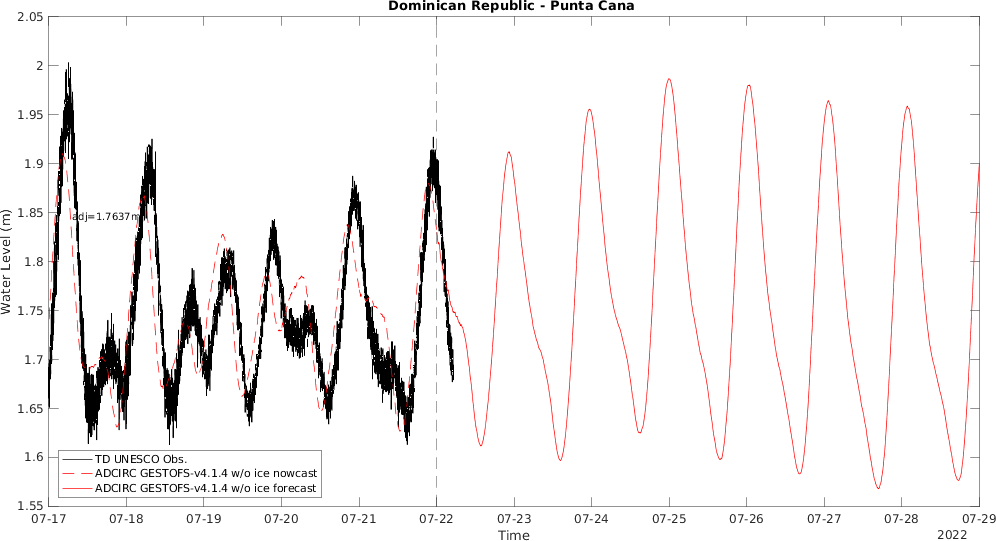 Dominican Republic - Punta Cana
2.05
2
1.95
1.9
1.85
1.8
1.75
1.7
1.65
1.6
1.55
Water Level (m)
adj=1.7637m
TD UNESCO Obs.
ADCIRC GESTOFS-v4.1.4 w/o ice nowcast
ADCIRC GESTOFS-v4.1.4 w/o ice forecast
07-17 07-18 07-19 07-20 07-21 07-22 07-23 07-24 07-25 07-26 07-27 07-28 07-29
Time
2022